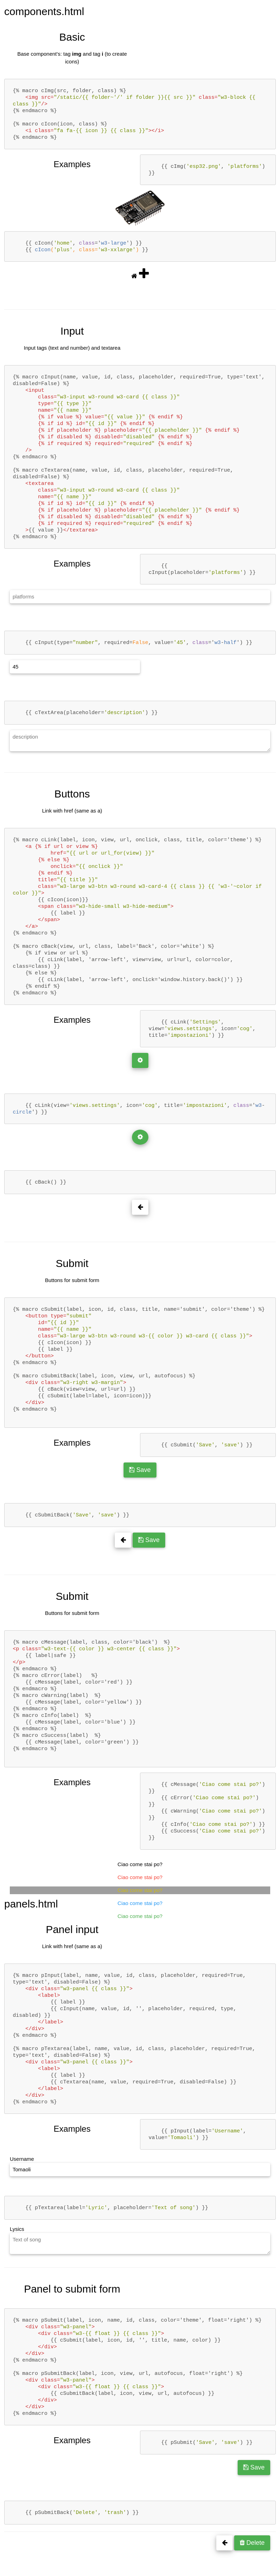 components.html
Basic
Base component's: tag img and tag i (to create
icons)
{% macro cImg(src, folder, class) %}
<img src="/static/{{ folder~'/' if folder }}{{ src }}" class="w3-block {{
class }}"/>
{% endmacro %}
{% macro cIcon(icon, class) %}
<i class="fa fa-{{ icon }} {{ class }}"></i>
{% endmacro %}
Examples
{{ cImg('esp32.png', 'platforms')
}}
{{ cIcon('home', class='w3-large') }}
{{ cIcon('plus', class='w3-xxlarge') }}
Input
Input tags (text and number) and textarea
{% macro cInput(name, value, id, class, placeholder, required=True, type='text',
disabled=False) %}
<input
class="w3-input w3-round w3-card {{ class }}"
type="{{ type }}"
name="{{ name }}"
{% if value %} value="{{ value }}" {% endif %}
{% if id %} id="{{ id }}" {% endif %}
{% if placeholder %} placeholder="{{ placeholder }}" {% endif %}
{% if disabled %} disabled="disabled" {% endif %}
{% if required %} required="required" {% endif %}
/>
{% endmacro %}
{% macro cTextarea(name, value, id, class, placeholder, required=True,
disabled=False) %}
<textarea
class="w3-input w3-round w3-card {{ class }}"
name="{{ name }}"
{% if id %} id="{{ id }}" {% endif %}
{% if placeholder %} placeholder="{{ placeholder }}" {% endif %}
{% if disabled %} disabled="disabled" {% endif %}
{% if required %} required="required" {% endif %}
>{{ value }}</textarea>
{% endmacro %}
Examples
{{
cInput(placeholder='platforms') }}
platforms
{{ cInput(type="number", required=False, value='45', class='w3-half') }}
45
{{ cTextArea(placeholder='description') }}
description
Buttons
Link with href (same as a)
{% macro cLink(label, icon, view, url, onclick, class, title, color='theme') %}
<a {% if url or view %}
href="{{ url or url_for(view) }}"
{% else %}
onclick="{{ onclick }}"
{% endif %}
title="{{ title }}"
class="w3-large w3-btn w3-round w3-card-4 {{ class }} {{ 'w3-'~color if
color }}">
{{ cIcon(icon)}}
<span class="w3-hide-small w3-hide-medium">
{{ label }}
</span>
</a>
{% endmacro %}
{% macro cBack(view, url, class, label='Back', color='white') %}
{% if view or url %}
{{ cLink(label, 'arrow-left', view=view, url=url, color=color,
class=class) }}
{% else %}
{{ cLink(label, 'arrow-left', onclick='window.history.back()') }}
{% endif %}
{% endmacro %}
Examples
{{ cLink('Settings',
view='views.settings', icon='cog',
title='impostazioni') }}
{{ cLink(view='views.settings', icon='cog', title='impostazioni', class='w3-
circle') }}
{{ cBack() }}
Submit
Buttons for submit form
{% macro cSubmit(label, icon, id, class, title, name='submit', color='theme') %}
<button type="submit"
id="{{ id }}"
name="{{ name }}"
class="w3-large w3-btn w3-round w3-{{ color }} w3-card {{ class }}">
{{ cIcon(icon) }}
{{ label }}
</button>
{% endmacro %}
{% macro cSubmitBack(label, icon, view, url, autofocus) %}
<div class="w3-right w3-margin">
{{ cBack(view=view, url=url) }}
{{ cSubmit(label=label, icon=icon)}}
</div>
{% endmacro %}
Examples
{{ cSubmit('Save', 'save') }}
Save
{{ cSubmitBack('Save', 'save') }}
Save
Submit
Buttons for submit form
{% macro cMessage(label, class, color='black') %}
<p class="w3-text-{{ color }} w3-center {{ class }}">
{{ label|safe }}
</p>
{% endmacro %}
{% macro cError(label) %}
{{ cMessage(label, color='red') }}
{% endmacro %}
{% macro cWarning(label) %}
{{ cMessage(label, color='yellow') }}
{% endmacro %}
{% macro cInfo(label) %}
{{ cMessage(label, color='blue') }}
{% endmacro %}
{% macro cSuccess(label) %}
{{ cMessage(label, color='green') }}
{% endmacro %}
Examples
{{ cMessage('Ciao come stai po?')
}}
{{ cError('Ciao come stai po?')
}}
{{ cWarning('Ciao come stai po?')
}}
{{ cInfo('Ciao come stai po?') }}
{{ cSuccess('Ciao come stai po?')
}}
Ciao come stai po?
Ciao come stai po?
panels.html
Ciao come stai po?
Ciao come stai po?
Panel input
Link with href (same as a)
{% macro pInput(label, name, value, id, class, placeholder, required=True,
type='text', disabled=False) %}
<div class="w3-panel {{ class }}">
<label>
{{ label }}
{{ cInput(name, value, id, '', placeholder, required, type,
disabled) }}
</label>
</div>
{% endmacro %}
{% macro pTextarea(label, name, value, id, class, placeholder, required=True,
type='text', disabled=False) %}
<div class="w3-panel {{ class }}">
<label>
{{ label }}
{{ cTextarea(name, value, required=True, disabled=False) }}
</label>
</div>
{% endmacro %}
Examples
{{ pInput(label='Username',
value='Tomaoli') }}
Username
Tomaoli
{{ pTextarea(label='Lyric', placeholder='Text of song') }}
Lysics
Text of song
Panel to submit form
{% macro pSubmit(label, icon, name, id, class, color='theme', float='right') %}
<div class="w3-panel">
<div class="w3-{{ float }} {{ class }}">
{{ cSubmit(label, icon, id, '', title, name, color) }}
</div>
</div>
{% endmacro %}
{% macro pSubmitBack(label, icon, view, url, autofocus, float='right') %}
<div class="w3-panel">
<div class="w3-{{ float }} {{ class }}">
{{ cSubmitBack(label, icon, view, url, autofocus) }}
</div>
</div>
{% endmacro %}
Examples
{{ pSubmit('Save', 'save') }}
Save
{{ pSubmitBack('Delete', 'trash') }}
Delete